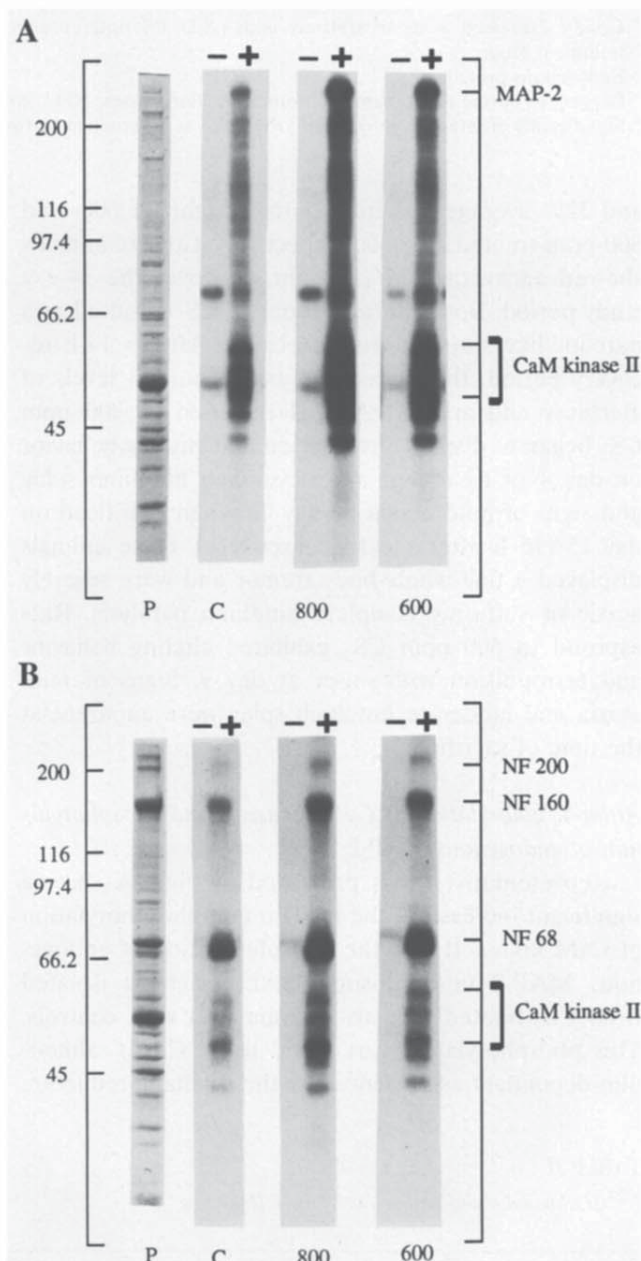 A
− + − + − +
MAP-2
200
116
97.4
66.2
CaM kinase II
45
P C 800 600
B
− + − + − +
200
NF 200
NF 160
116
97.4
NF 68
66.2
CaM kinase II
45
P C 800 600